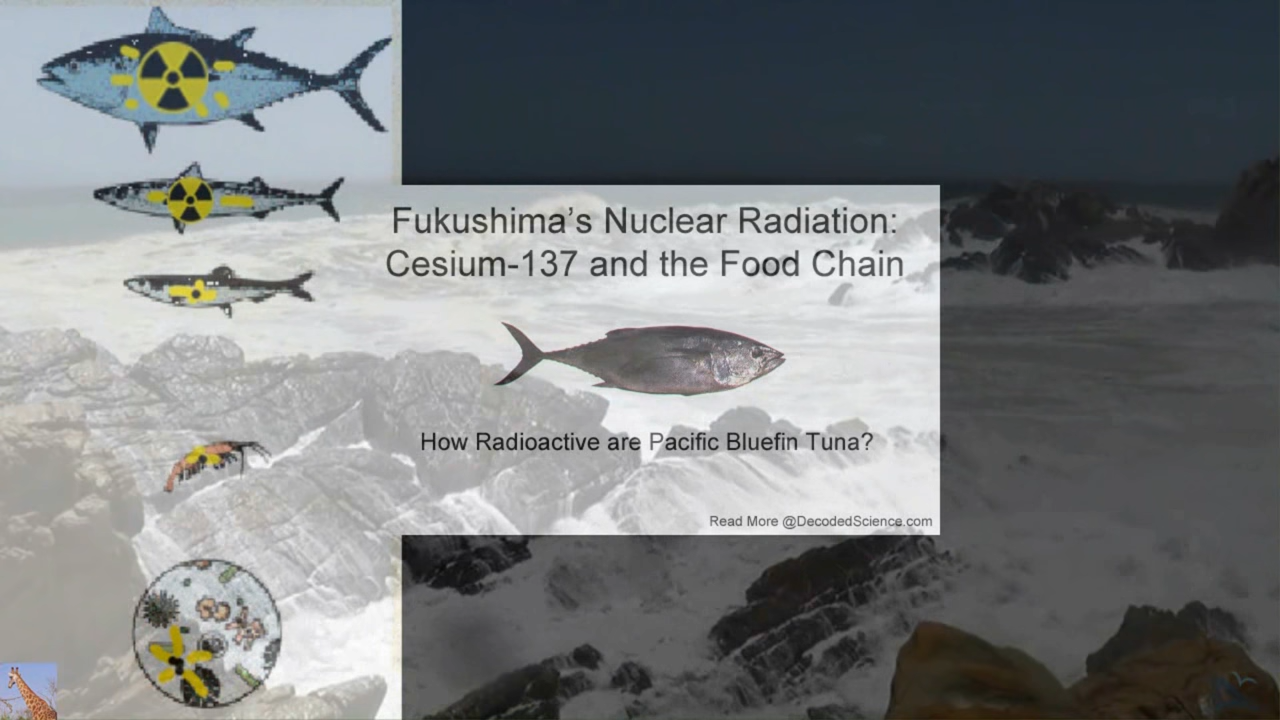 Fukushima’s Nuclear Radiation:
Cesium-137 and the Food Chain
How Radioactive are Pacific Bluefin Tuna?
Read More @DecodedScience.com